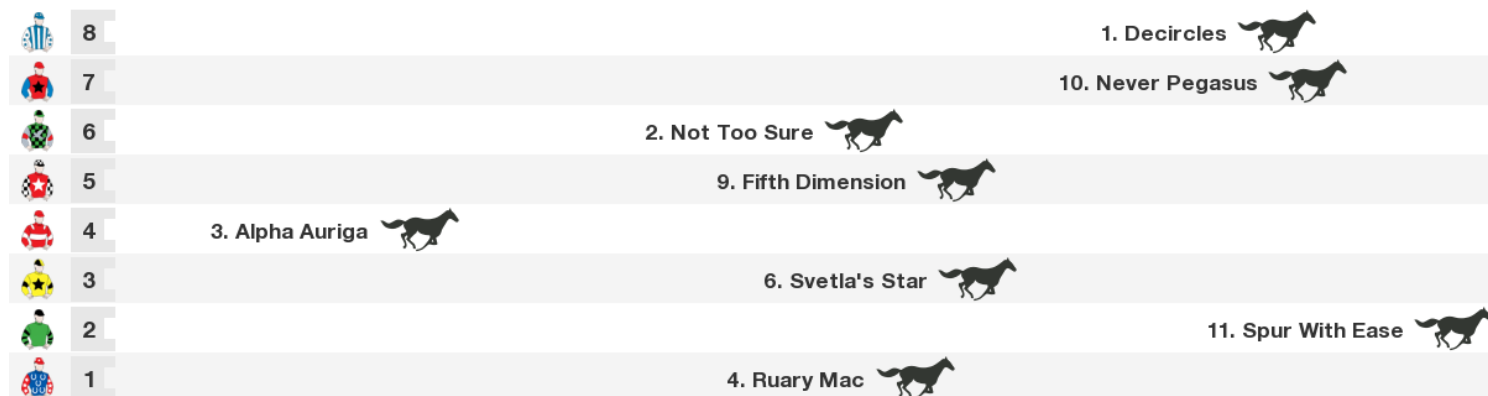 8 1. Decircles
7 10. Never Pegasus
6 2. Not Too Sure
5 9. Fifth Dimension
4 3. Alpha Auriga
3 6. Svetla's Star
2 11. Spur With Ease
1 4. Ruary Mac